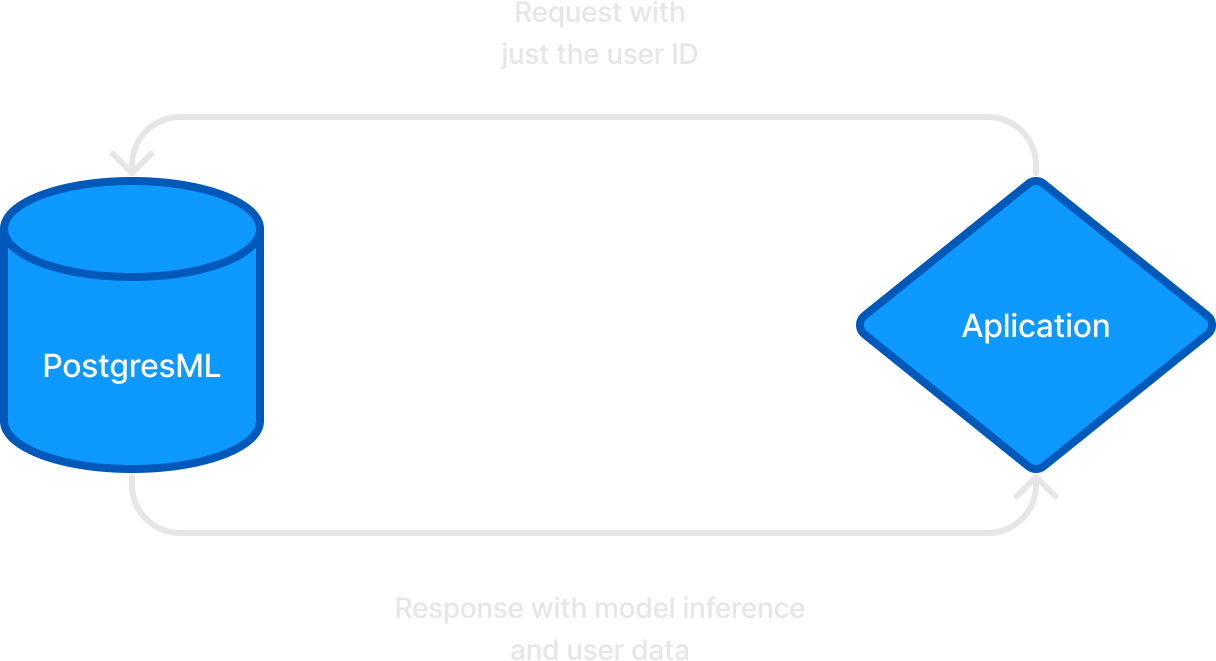 Request with
just the user ID
Aplication
PostgresML
Response with model inference
and user data